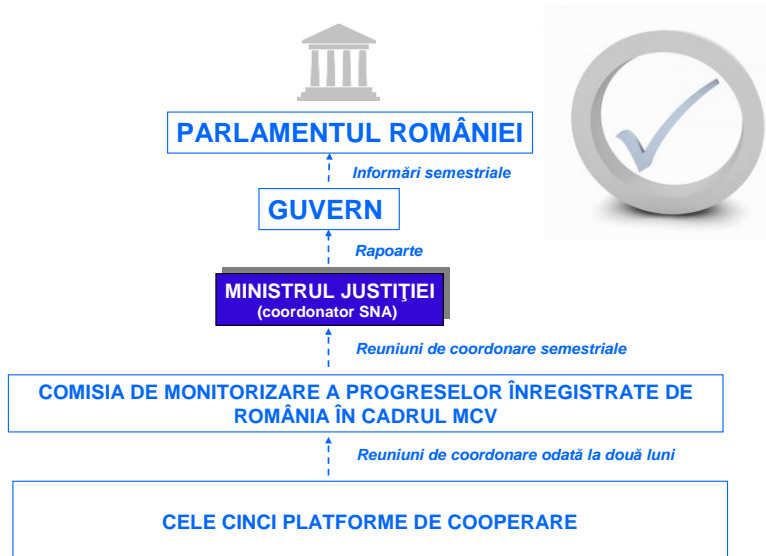 PARLAMENTUL ROMÂNIEI
Informări semestriale
GUVERN
Rapoarte
MINISTRUL JUSTIŢIEI
(coordonator SNA)
Reuniuni de coordonare semestriale
COMISIA DE MONITORIZARE A PROGRESELOR ÎNREGISTRATE DE
ROMÂNIA ÎN CADRUL MCV
Reuniuni de coordonare odată la două luni
CELE CINCI PLATFORME DE COOPERARE